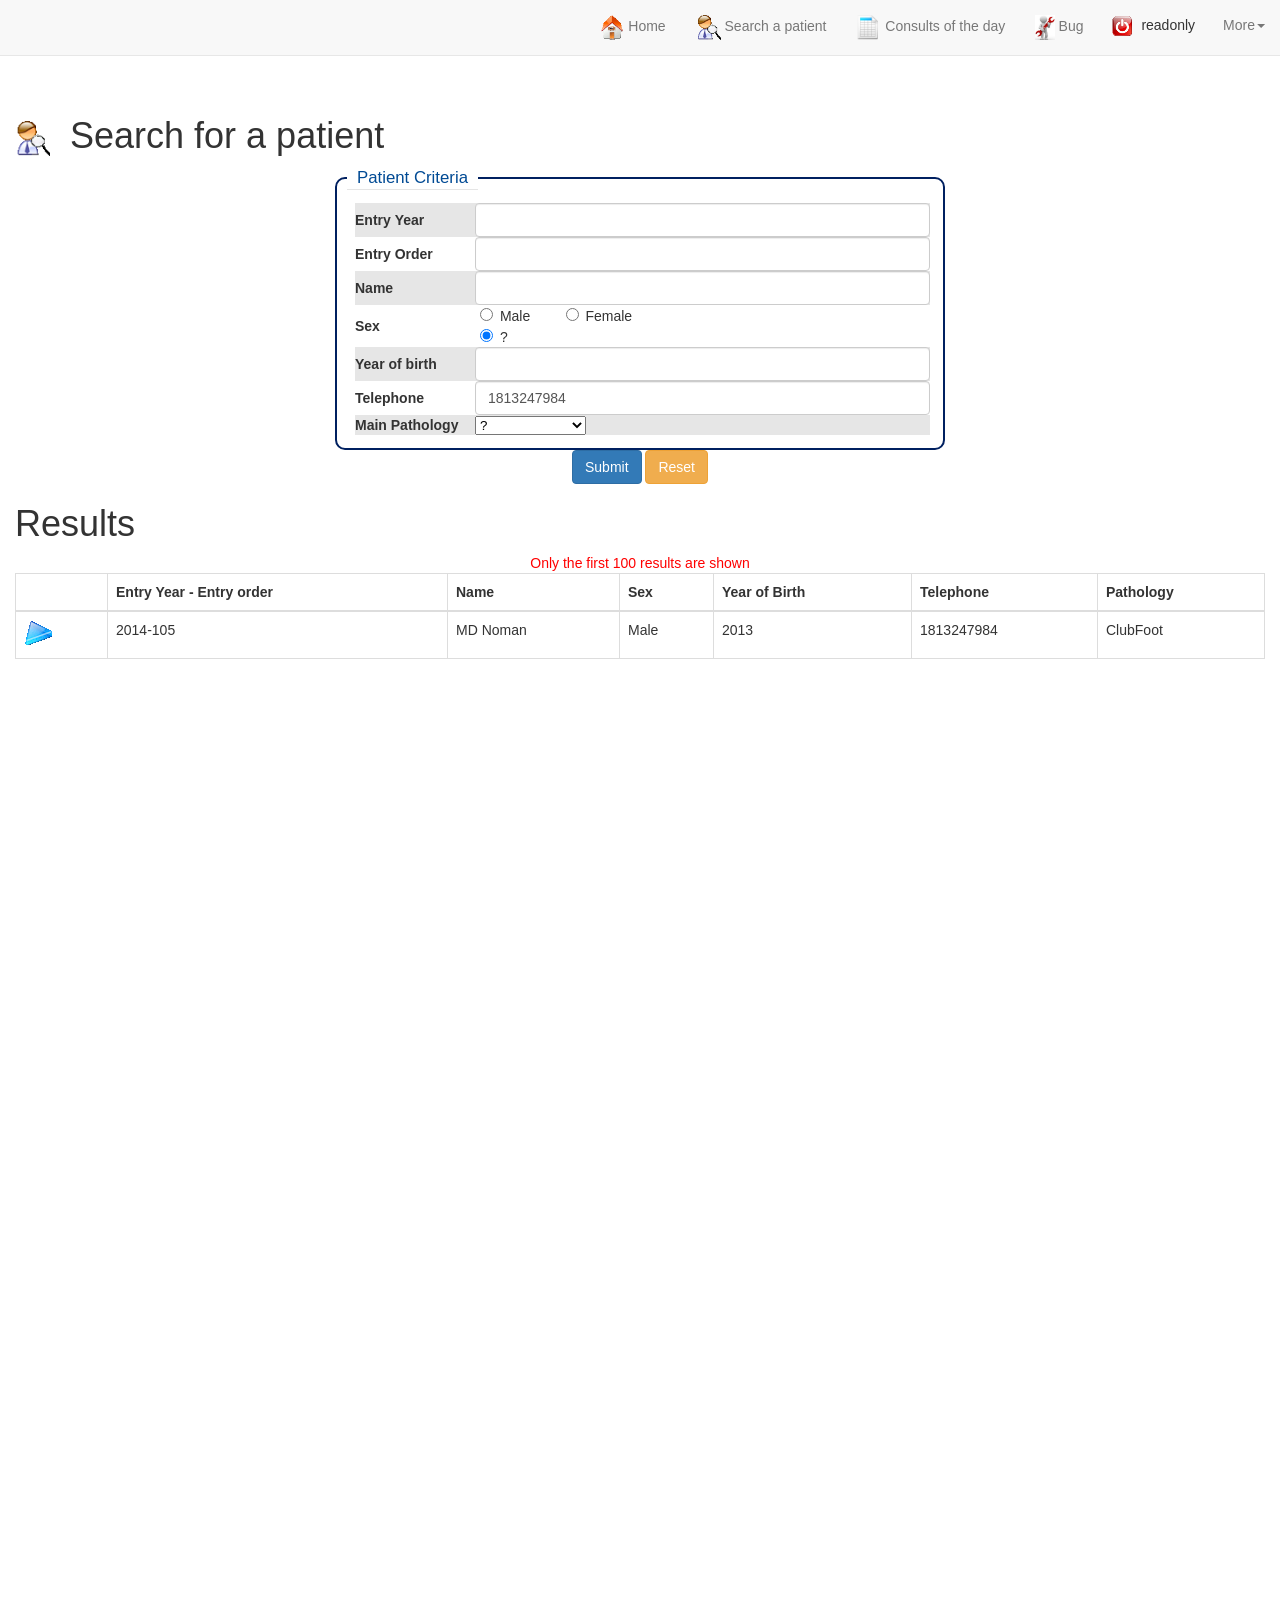 Home Search a patient Consults of the day Bug readonly More
Search for a patient
Patient Criteria
Entry Year
Entry Order
Name
Sex Male Female
?
Year of birth
Telephone 1813247984
Main Pathology ?
Submit Reset
Results
Only the first 100 results are shown
Entry Year - Entry order Name Sex Year of Birth Telephone Pathology
2014-105 MD Noman Male 2013 1813247984 ClubFoot